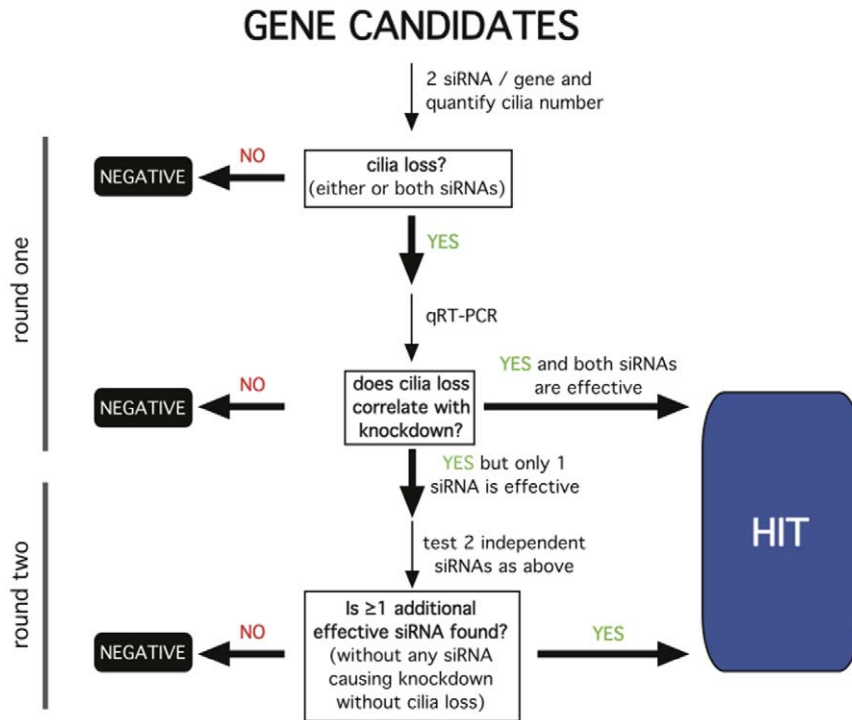 GENE CANDIDATES
2 siRNA / gene and
quantify cilia number
round one
NEGATIVE
NO
cilia loss?
(either or both siRNAs)
YES
qRT-PCR
NEGATIVE
NO
does cilia loss
correlate with
knockdown?
YES and both siRNAs
are effective
YES but only 1
siRNA is effective
HIT
round two
test 2 independent
siRNAs as above
NEGATIVE
NO
Is ≥1 additional
effective siRNA found?
(without any siRNA
causing knockdown
without cilia loss)
YES